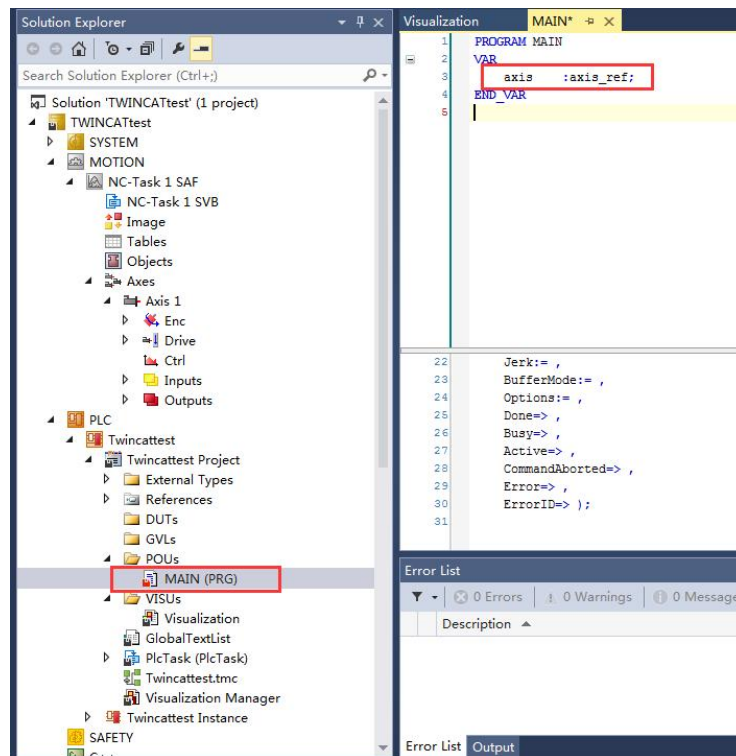 Solution Explorer
Search Solution Explorer (Ctrl+;)
Solution 'TWINCATtest' (1 project)
TWINCATtest
SYSTEM
MOTION
NC-Task 1 SAF
NC-Task 1 SVB
Image
Tables
Objects
Axes
Axis 1
Enc
Drive
Ctrl
Inputs
Outputs
PLC
Twincattest
Twincattest Project
External Types
References
DUTs
GVLs
POUs
MAIN (PRG)
VISUs
Visualization
GlobalTextList
PlcTask (PlcTask)
Twincattest.tmc
Visualization Manager
Twincattest Instance
SAFETY
Visualization MAIN*
1 PROGRAM MAIN
2 VAR
3 axis :axis_ref;
4 END_VAR
5
22 Jerk:= ,
23 BufferMode:= ,
24 Options:= ,
25 Done=> ,
26 Busy=> ,
27 Active=> ,
28 CommandAborted=> ,
29 Error=> ,
30 ErrorID=> );
31
Error List
0 Errors 0 Warnings 0 Message
Description
Error List Output